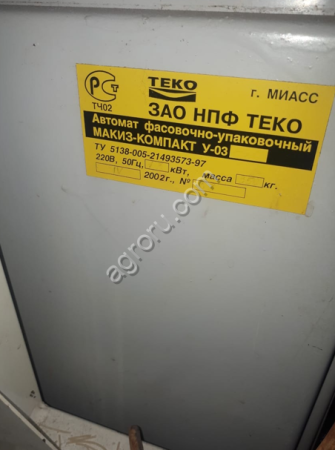 РСТ
ТЧ02
ТЕКО
г. МИАСС
ЗАО НПФ ТЕКО
Автомат фасовочно-упаковочный
МАКИЗ-КОМПАКТ У-03
ТУ 5138-005-21493573-97
220В, 50Гц, кВт, масса кг.
2002г., №
agroru.com